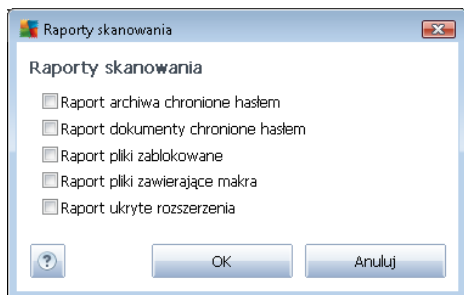 Raporty skanowania
Raporty skanowania
Raport archiwa chronione hasłem
Raport dokumenty chronione hasłem
Raport pliki zablokowane
Raport pliki zawierające makra
Raport ukryte rozszerzenia
? OK Anuluj